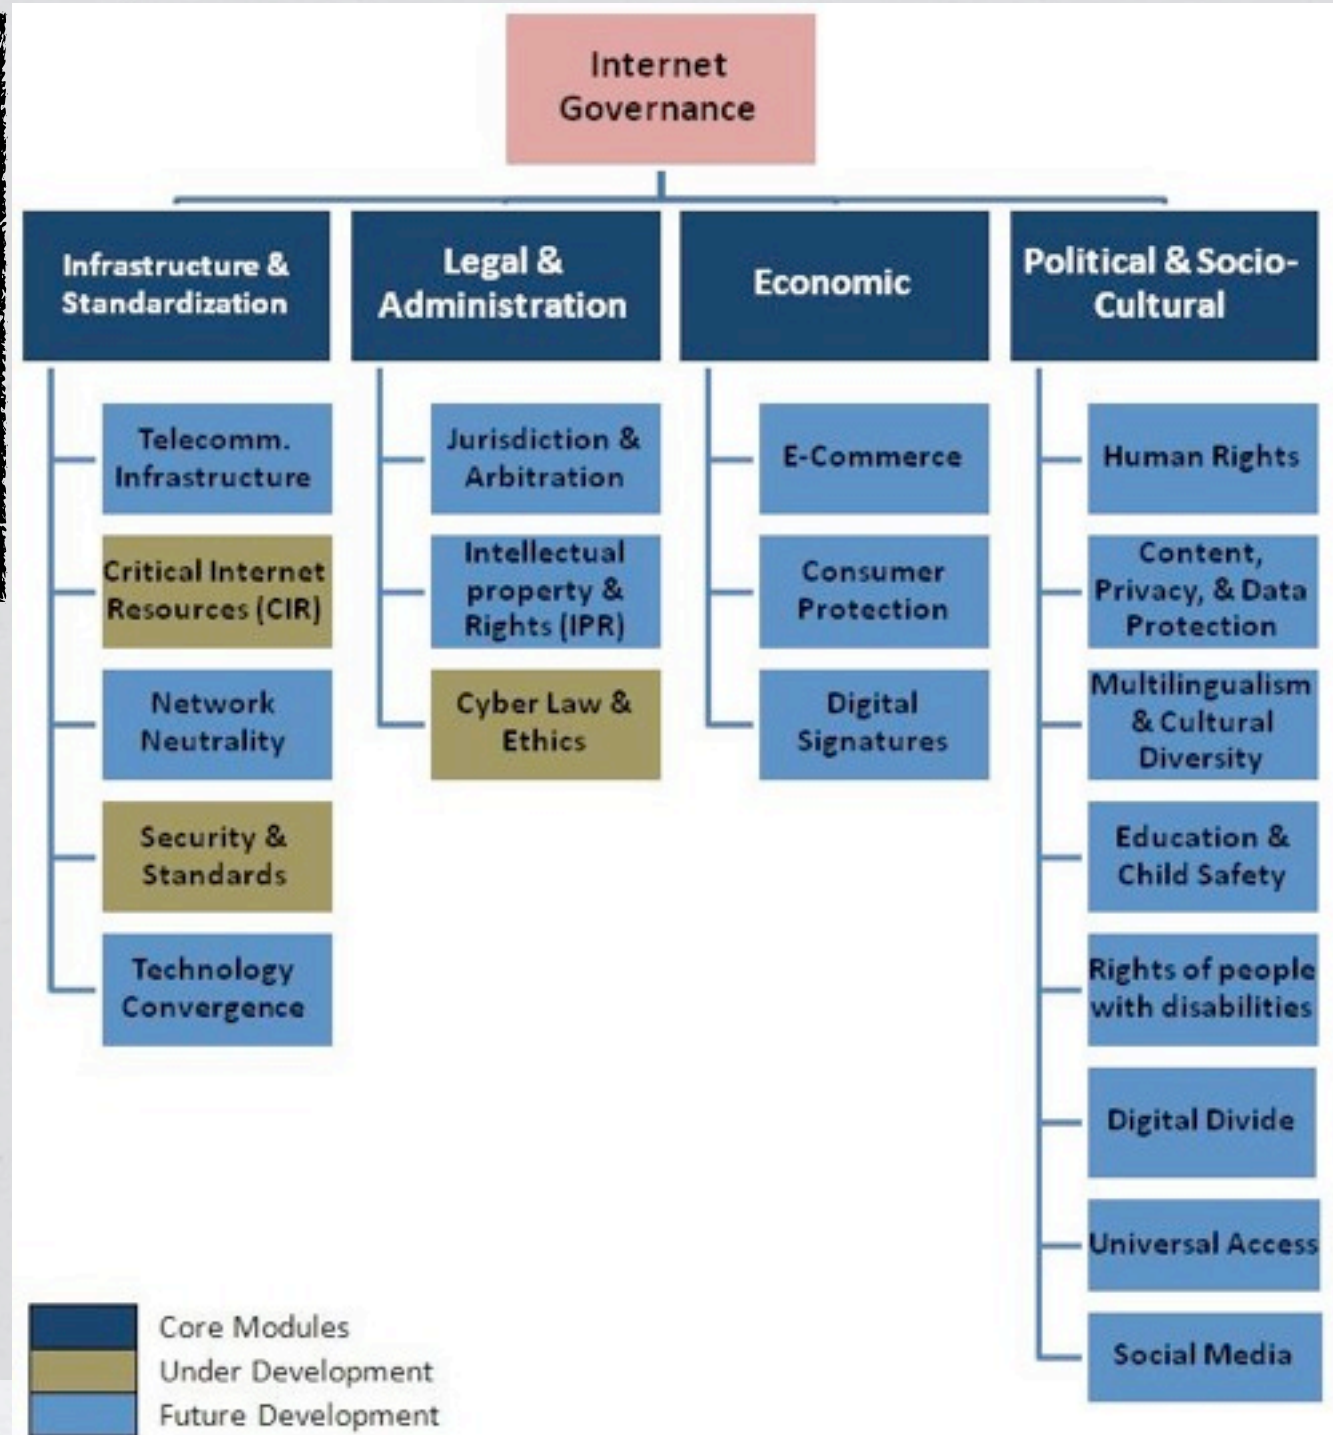 Internet
Governance
Infrastructure &
Standardization
Legal &
Administration
Economic
Political & Socio-
Cultural
Telecomm.
Infrastructure
Critical Internet
Resources (CIR)
Network
Neutrality
Security &
Standards
Technology
Convergence
Jurisdiction &
Arbitration
Intellectual
property &
Rights (IPR)
Cyber Law &
Ethics
E-Commerce
Consumer
Protection
Digital
Signatures
Human Rights
Content,
Privacy, & Data
Protection
Multilingualism
& Cultural
Diversity
Education &
Child Safety
Rights of people
with disabilities
Digital Divide
Universal Access
Social Media
Core Modules
Under Development
Future Development